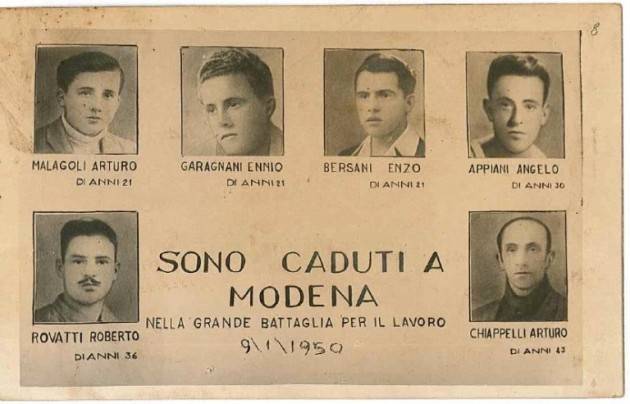 8
MALAGOLI ARTURO
DI ANNI 21
GARAGNANI ENNIO
DI ANNI 21
BERSANI ENZO
DI ANNI 21
APPIANI ANGELO
DI ANNI 30
ROVATTI ROBERTO
DI ANNI 36
SONO CADUTI A
MODENA
NELLA GRANDE BATTAGLIA PER IL LAVORO
9\1\1950
CHIAPPELLI ARTURO
DI ANNI 43